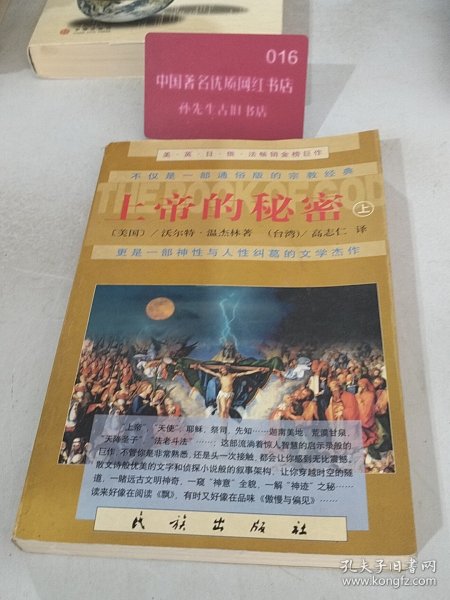 016
中国著名优质网红书店
孙先生古旧书店
美·英·日·德·法畅销金榜巨作
不仅是一部通俗版的宗教经典
THE BOOK OF GOD
上帝的秘密 上
〔美国〕/沃尔特·温杰林著 (台湾)/高志仁 译
更是一部神性与人性纠葛的文学杰作
“上帝”，“天使”，耶稣，祭司，先知……迦南美地，荒漠甘泉，
“天降圣子”，“法老斗法”……；这部流淌着惊人智慧的启示录般的
巨作，不管你是非常熟悉，还是头一次接触，都会让你感到无比震撼。
散文诗般优美的文字和侦探小说般的叙事架构，让你穿越时空的隧
道，一睹远古文明神奇，一窥“神意”全貌，一解“神迹”之秘……
读来好像在阅读《飘》，有时又好像在品味《傲慢与偏见》……
民族出版社
孔夫子旧书网
https://www.kongfz.com/